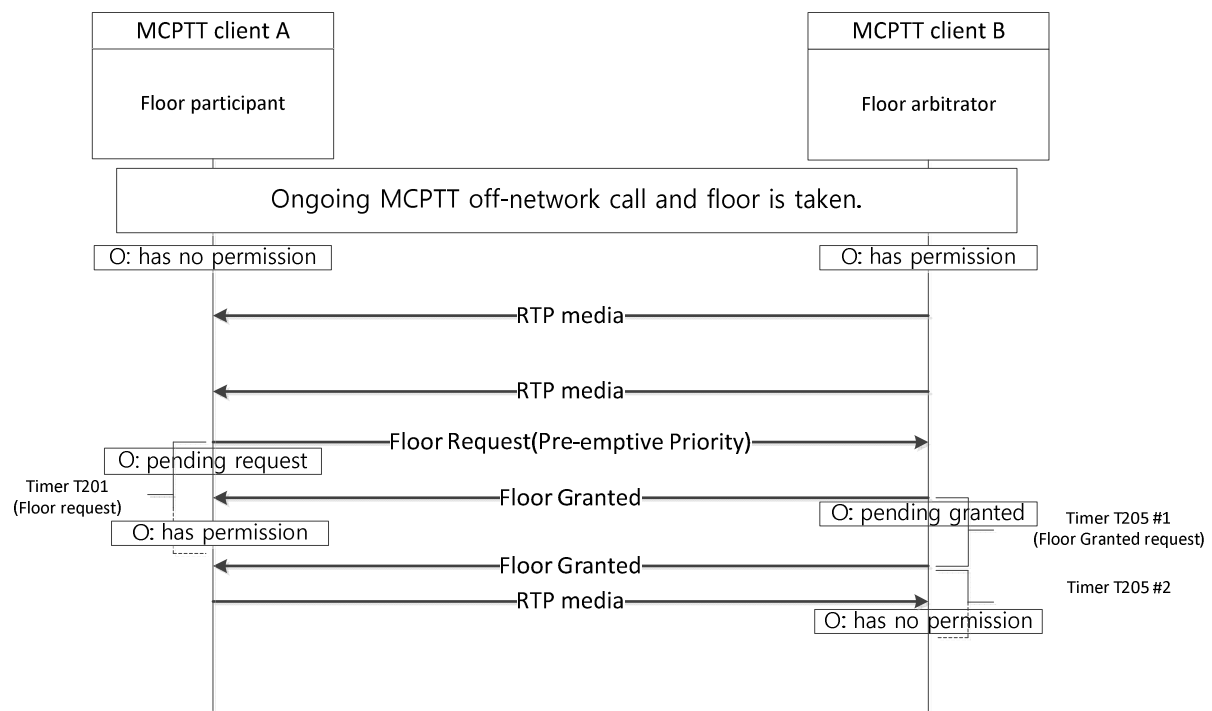 MCPTT client A
MCPTT client B
Floor participant
Floor arbitrator
Ongoing MCPTT off-network call and floor is taken.
O: has no permission
O: has permission
RTP media
RTP media
Floor Request(Pre-emptive Priority)
O: pending request
Timer T201
(Floor request)
Floor Granted
O: pending granted
O: has permission
Timer T205 #1
(Floor Granted request)
Floor Granted
RTP media
Timer T205 #2
O: has no permission